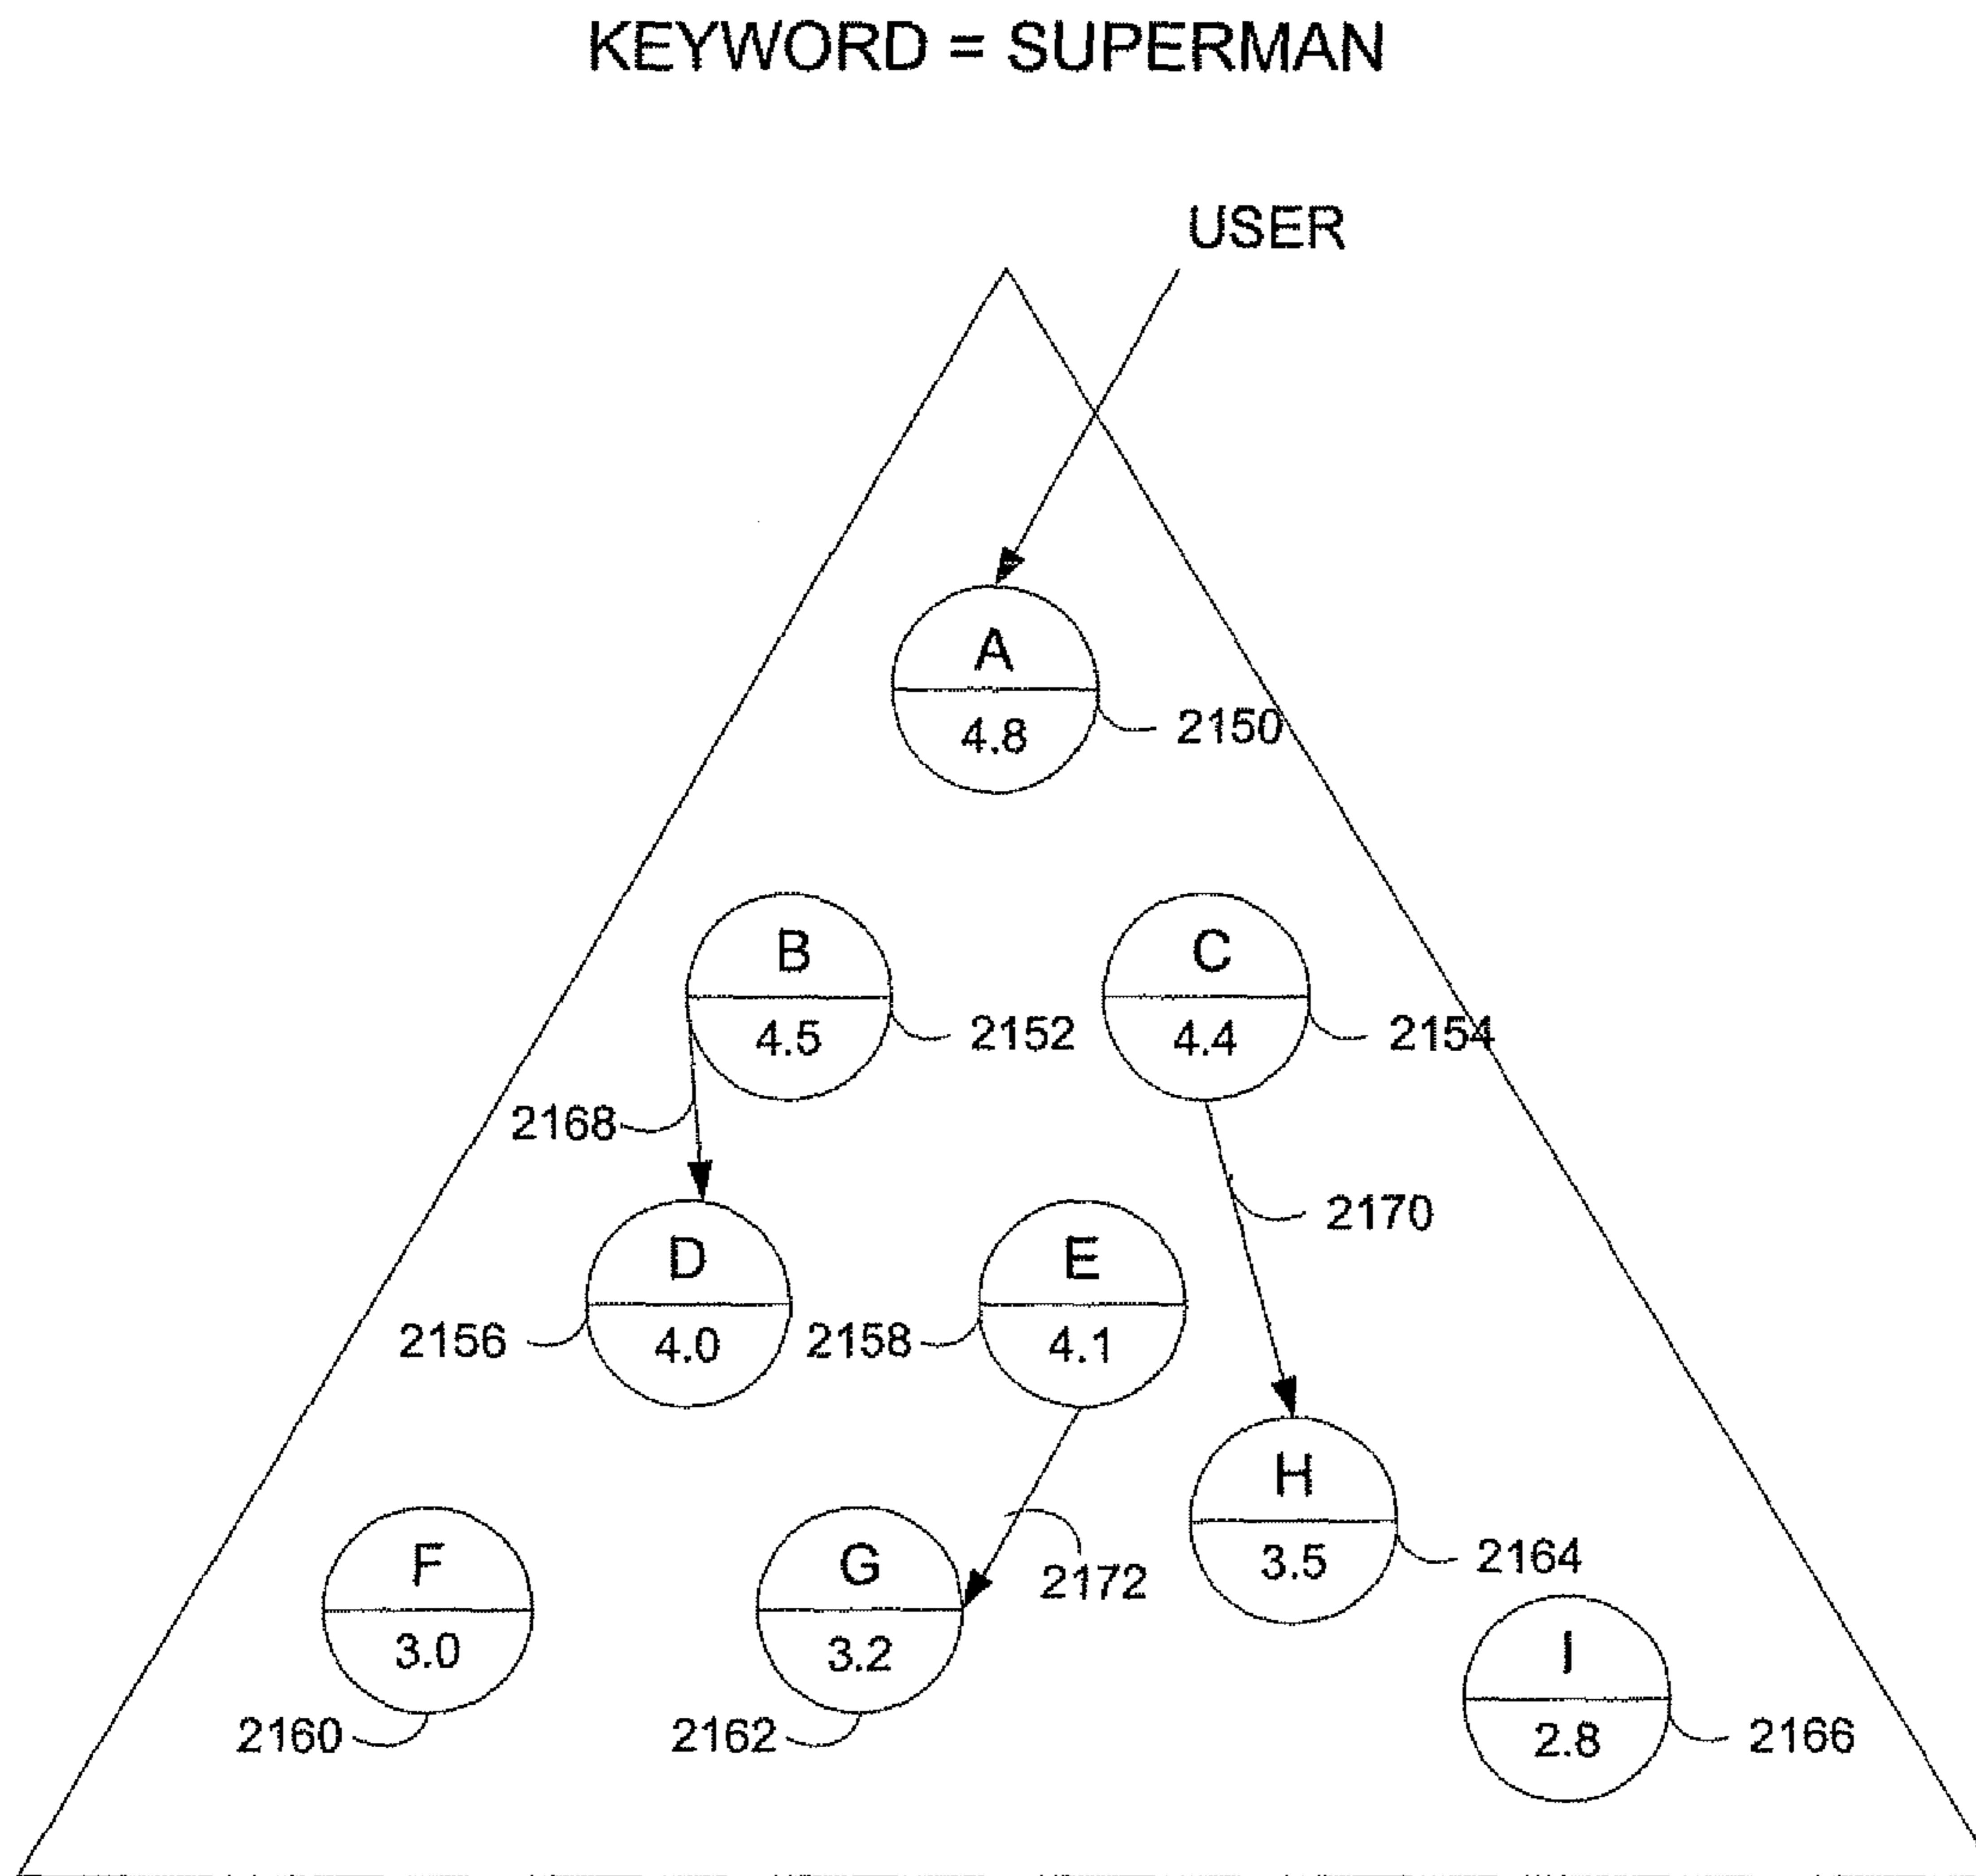 KEYWORD = SUPERMAN
USER
A
4.8
2150
B
4.5
2152
C
4.4
2154
2168
2170
D
4.0
2156
E
4.1
2158
H
3.5
2164
F
3.0
2160
G
3.2
2162
2172
I
2.8
2166